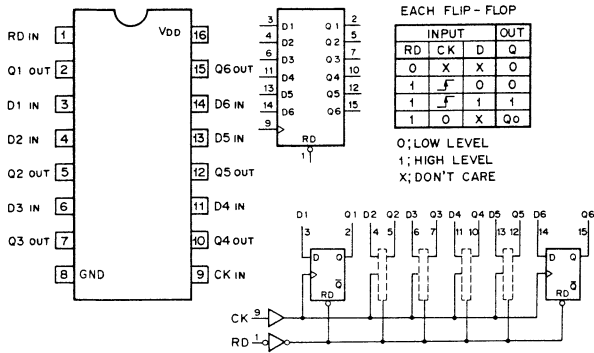 RD IN 1
Q1 OUT 2
D1 IN 3
D2 IN 4
Q2 OUT 5
D3 IN 6
Q3 OUT 7
8 GND
VDD 16
15 Q6 OUT
14 D6 IN
13 D5 IN
12 Q5 OUT
11 D4 IN
10 Q4 OUT
9 CK IN
3 D1 Q1 2
4 D2 Q2 5
6 D3 Q3 7
11 D4 Q4 10
13 D5 Q5 12
14 D6 Q6 15
9
RD
1
EACH FLIP-FLOP
INPUT OUT
RD CK D Q
0 X X 0
1 0 0
1 1 1
1 0 X Qo
0; LOW LEVEL
1; HIGH LEVEL
X; DON'T CARE
D1 Q1 D2 Q2 D3 Q3 D4 Q4 D5 Q5 D6 Q6
3 2 4 5 6 7 11 10 13 12 14 15
D Q
Q̅
RD
D Q
Q̅
RD
CK 9
RD 1